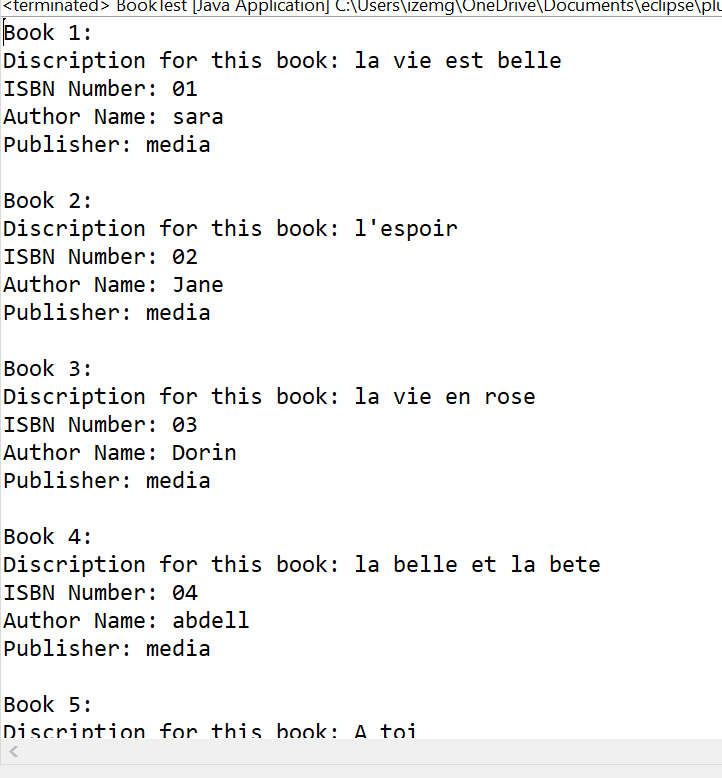 <terminated> BookTest [Java Application] C:\Users\izemg\OneDrive\Documents\eclipse\plu
Book 1:
Discription for this book: la vie est belle
ISBN Number: 01
Author Name: sara
Publisher: media
Book 2:
Discription for this book: l'espoir
ISBN Number: 02
Author Name: Jane
Publisher: media
Book 3:
Discription for this book: la vie en rose
ISBN Number: 03
Author Name: Dorin
Publisher: media
Book 4:
Discription for this book: la belle et la bete
ISBN Number: 04
Author Name: abdell
Publisher: media
Book 5:
Discription for this book: A toi